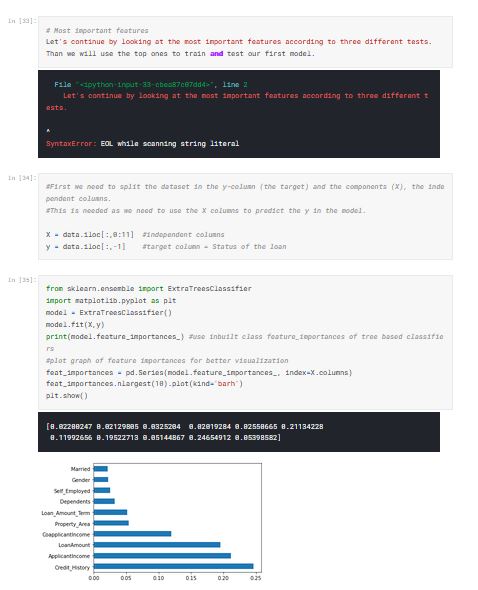 In [33]:
# Most important features
Let's continue by looking at the most important features according to three different tests.
Than we will use the top ones to train and test our first model.
File "<ipython-input-33-cbea87c07dd4>", line 2
Let's continue by looking at the most important features according to three different t
ests.
^
SyntaxError: EOL while scanning string literal
In [34]:
#First we need to split the dataset in the y-column (the target) and the components (X), the inde
pendent columns.
#This is needed as we need to use the X columns to predict the y in the model.
X = data.iloc[:,0:11]  #independent columns
y = data.iloc[:,-1]    #target column = Status of the loan
In [35]:
from sklearn.ensemble import ExtraTreesClassifier
import matplotlib.pyplot as plt
model = ExtraTreesClassifier()
model.fit(X,y)
print(model.feature_importances_) #use inbuilt class feature_importances of tree based classifie
rs
#plot graph of feature importances for better visualization
feat_importances = pd.Series(model.feature_importances_, index=X.columns)
feat_importances.nlargest(10).plot(kind='barh')
plt.show()
[0.02200247 0.02129805 0.0325204  0.02019284 0.02550665 0.21134228
0.11992656 0.19522713 0.05144867 0.24654912 0.05398582]
Married
Gender
Self_Employed
Dependents
Loan_Amount_Term
Property_Area
CoapplicantIncome
LoanAmount
ApplicantIncome
Credit_History
0.00 0.05 0.10 0.15 0.20 0.25